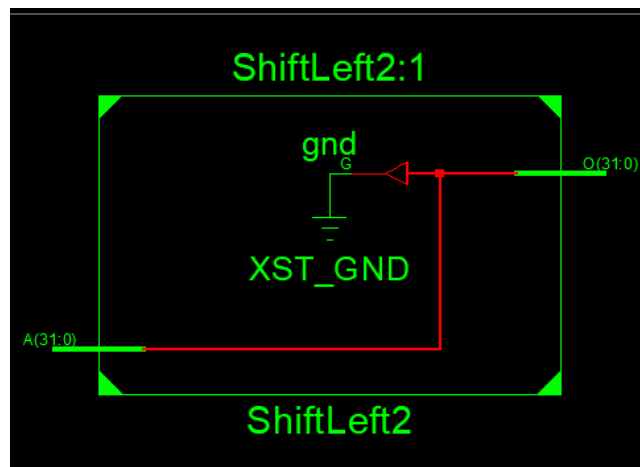 ShiftLeft2:1
gnd
G
O(31:0)
XST_GND
A(31:0)
ShiftLeft2